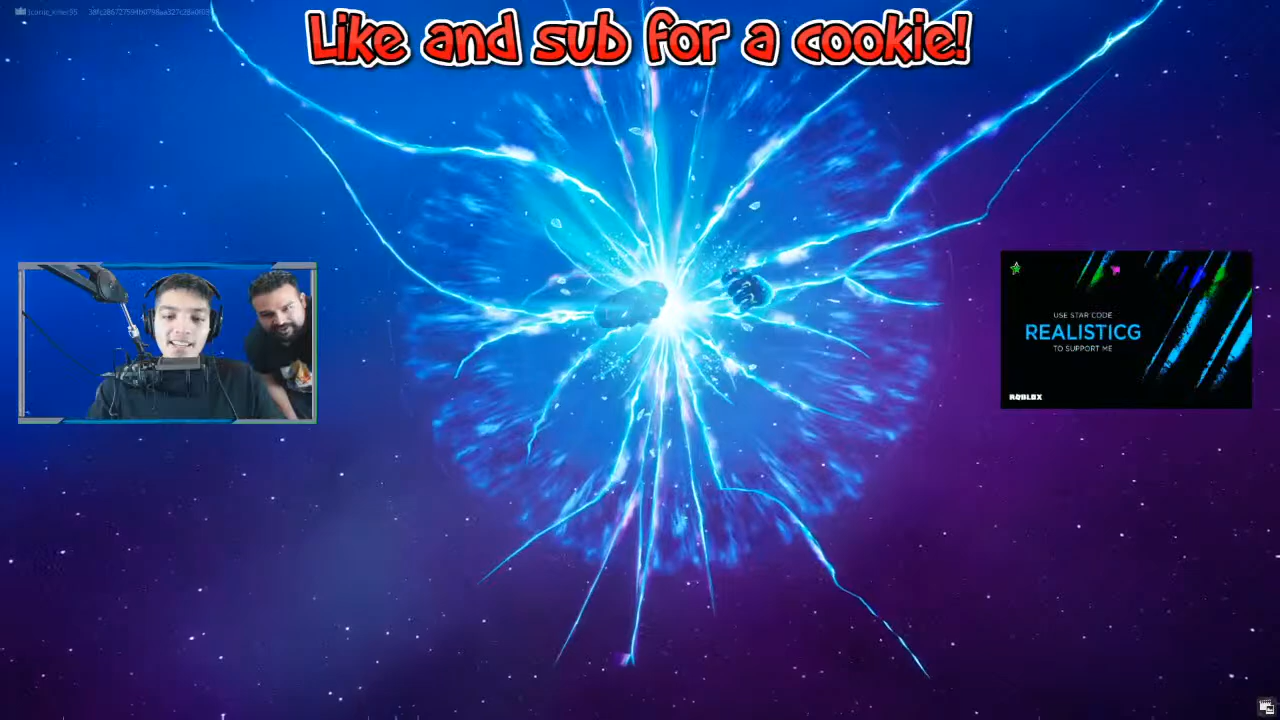 Like and sub for a cookie!
USE STAR CODE
REALISTICG
TO SUPPORT ME
ROBLOX